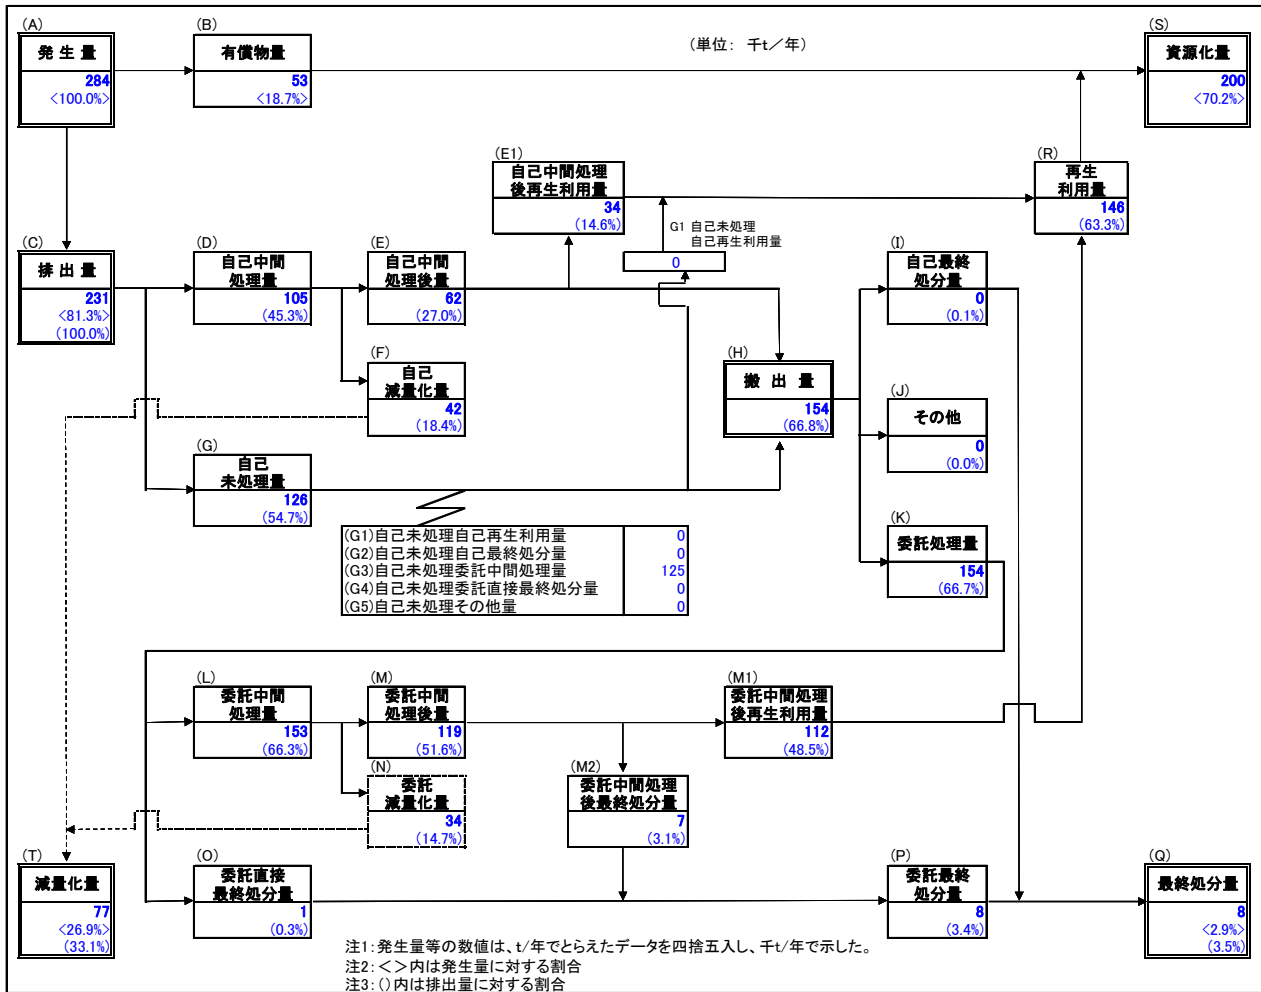 (A)
発 生 量
284
<100.0%>
(B)
有償物量
53
<18.7%>
(単位: 千t/年)
(S)
資源化量
200
<70.2%>
(E1)
自己中間処理
後再生利用量
34
(14.6%)
(R)
再生
利用量
146
(63.3%)
G1 自己未処理
自己再生利用量
0
(C)
排 出 量
231
<81.3%>
(100.0%)
(D)
自己中間
処理量
105
(45.3%)
(E)
自己中間
処理後量
62
(27.0%)
(I)
自己最終
処分量
0
(0.1%)
(F)
自己
減量化量
42
(18.4%)
(H)
搬 出 量
154
(66.8%)
(J)
その他
0
(0.0%)
(G)
自己
未処理量
126
(54.7%)
(G1)自己未処理自己再生利用量 0
(G2)自己未処理自己最終処分量 0
(G3)自己未処理委託中間処理量 125
(G4)自己未処理委託直接最終処分量 0
(G5)自己未処理その他量 0
(K)
委託処理量
154
(66.7%)
(L)
委託中間
処理量
153
(66.3%)
(M)
委託中間
処理後量
119
(51.6%)
(M1)
委託中間処理
後再生利用量
112
(48.5%)
(N)
委託
減量化量
34
(14.7%)
(M2)
委託中間処理
後最終処分量
7
(3.1%)
(T)
減量化量
77
<26.9%>
(33.1%)
(O)
委託直接
最終処分量
1
(0.3%)
(P)
委託最終
処分量
8
(3.4%)
(Q)
最終処分量
8
<2.9%>
(3.5%)
注1:発生量等の数値は、t/年でとらえたデータを四捨五入し、千t/年で示した。
注2:<>内は発生量に対する割合
注3:()内は排出量に対する割合